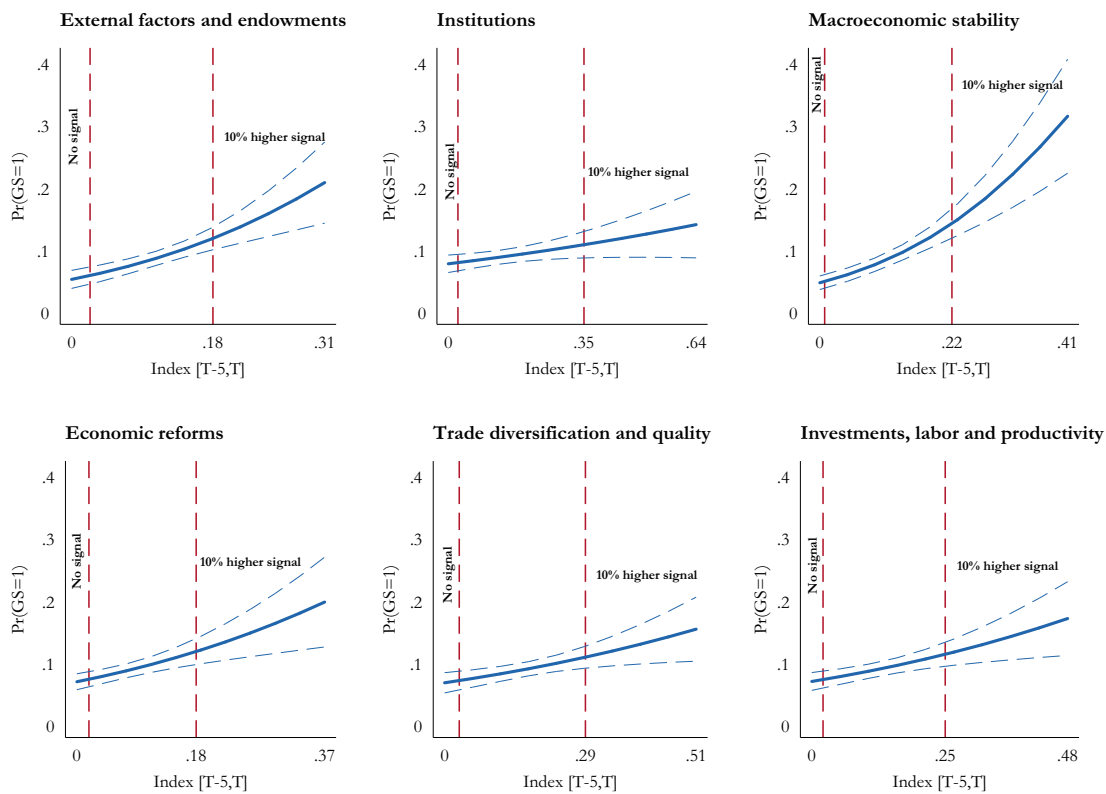 External factors and endowments
.4
.3
.2
.1
0
Pr(GS=1)
No signal
10% higher signal
0 .18 .31
Index [T-5,T]
Institutions
.4
.3
.2
.1
0
Pr(GS=1)
No signal
10% higher signal
0 .35 .64
Index [T-5,T]
Macroeconomic stability
.4
.3
.2
.1
0
Pr(GS=1)
No signal
10% higher signal
0 .22 .41
Index [T-5,T]
Economic reforms
.4
.3
.2
.1
0
Pr(GS=1)
No signal
10% higher signal
0 .18 .37
Index [T-5,T]
Trade diversification and quality
.4
.3
.2
.1
0
Pr(GS=1)
No signal
10% higher signal
0 .29 .51
Index [T-5,T]
Investments, labor and productivity
.4
.3
.2
.1
0
Pr(GS=1)
No signal
10% higher signal
0 .25 .48
Index [T-5,T]